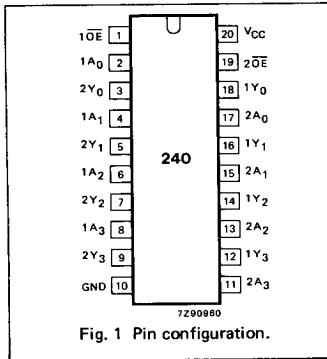 1O̅E̅ 1 20 VCC
1A0 2 19 2O̅E̅
2Y0 3 18 1Y0
1A1 4 17 2A0
2Y1 5 16 1Y1
240
1A2 6 15 2A1
2Y2 7 14 1Y2
1A3 8 13 2A2
2Y3 9 12 1Y3
GND 10 11 2A3
7Z90960
Fig. 1 Pin configuration.